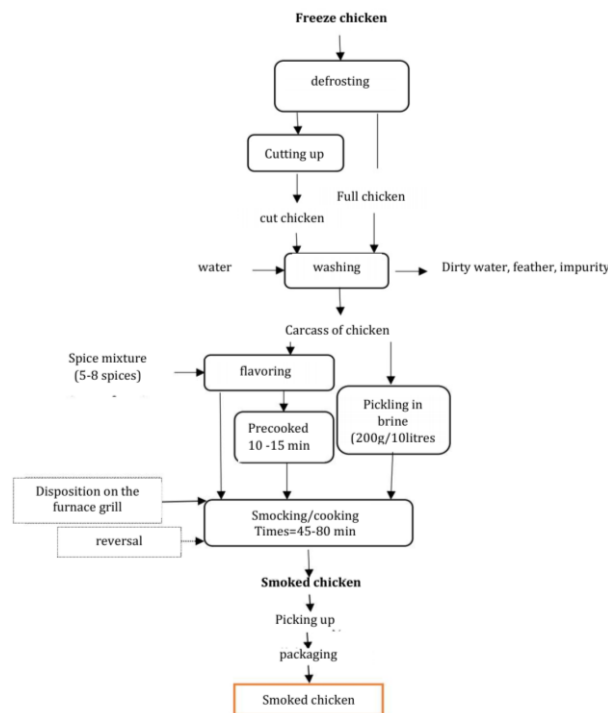 Freeze chicken
defrosting
Cutting up
Full chicken
cut chicken
water
washing
Dirty water, feather, impurity
Carcass of chicken
Spice mixture
(5-8 spices)
flavoring
Pickling in
brine
(200g/10litres
Precooked
10 -15 min
Disposition on the
furnace grill
Smocking/cooking
Times=45-80 min
reversal
Smoked chicken
Picking up
packaging
Smoked chicken